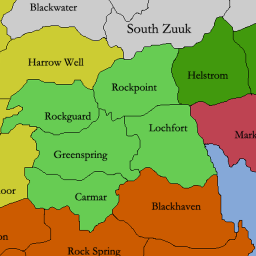 Blackwater
South Zuuk
Harrow Well
Helstrom
Rockpoint
Rockguard
Lochfort
Mark
Greenspring
oor
Carmar
Blackhaven
on
Rock Spring